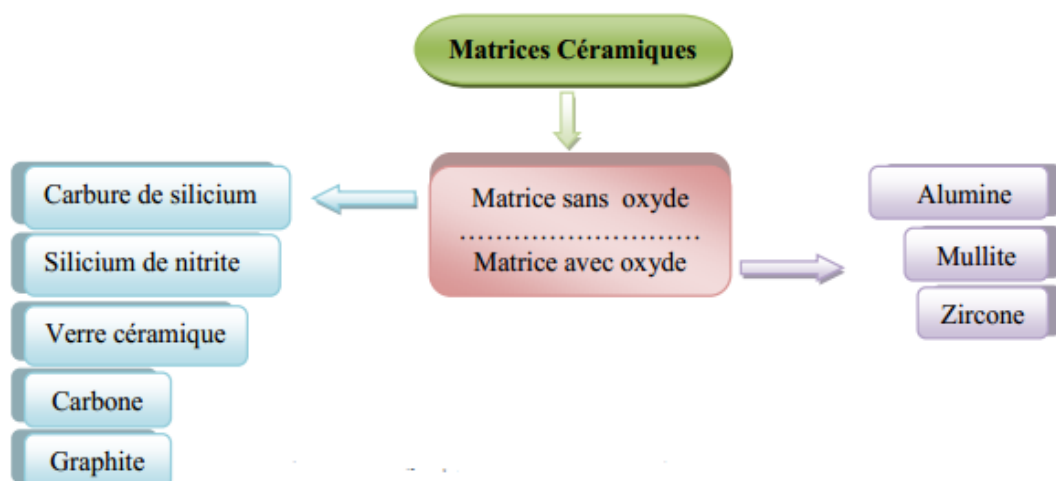 Matrices Céramiques
Matrice sans oxyde
………………………
Matrice avec oxyde
Carbure de silicium
Silicium de nitrite
Verre céramique
Carbone
Graphite
Alumine
Mullite
Zircone